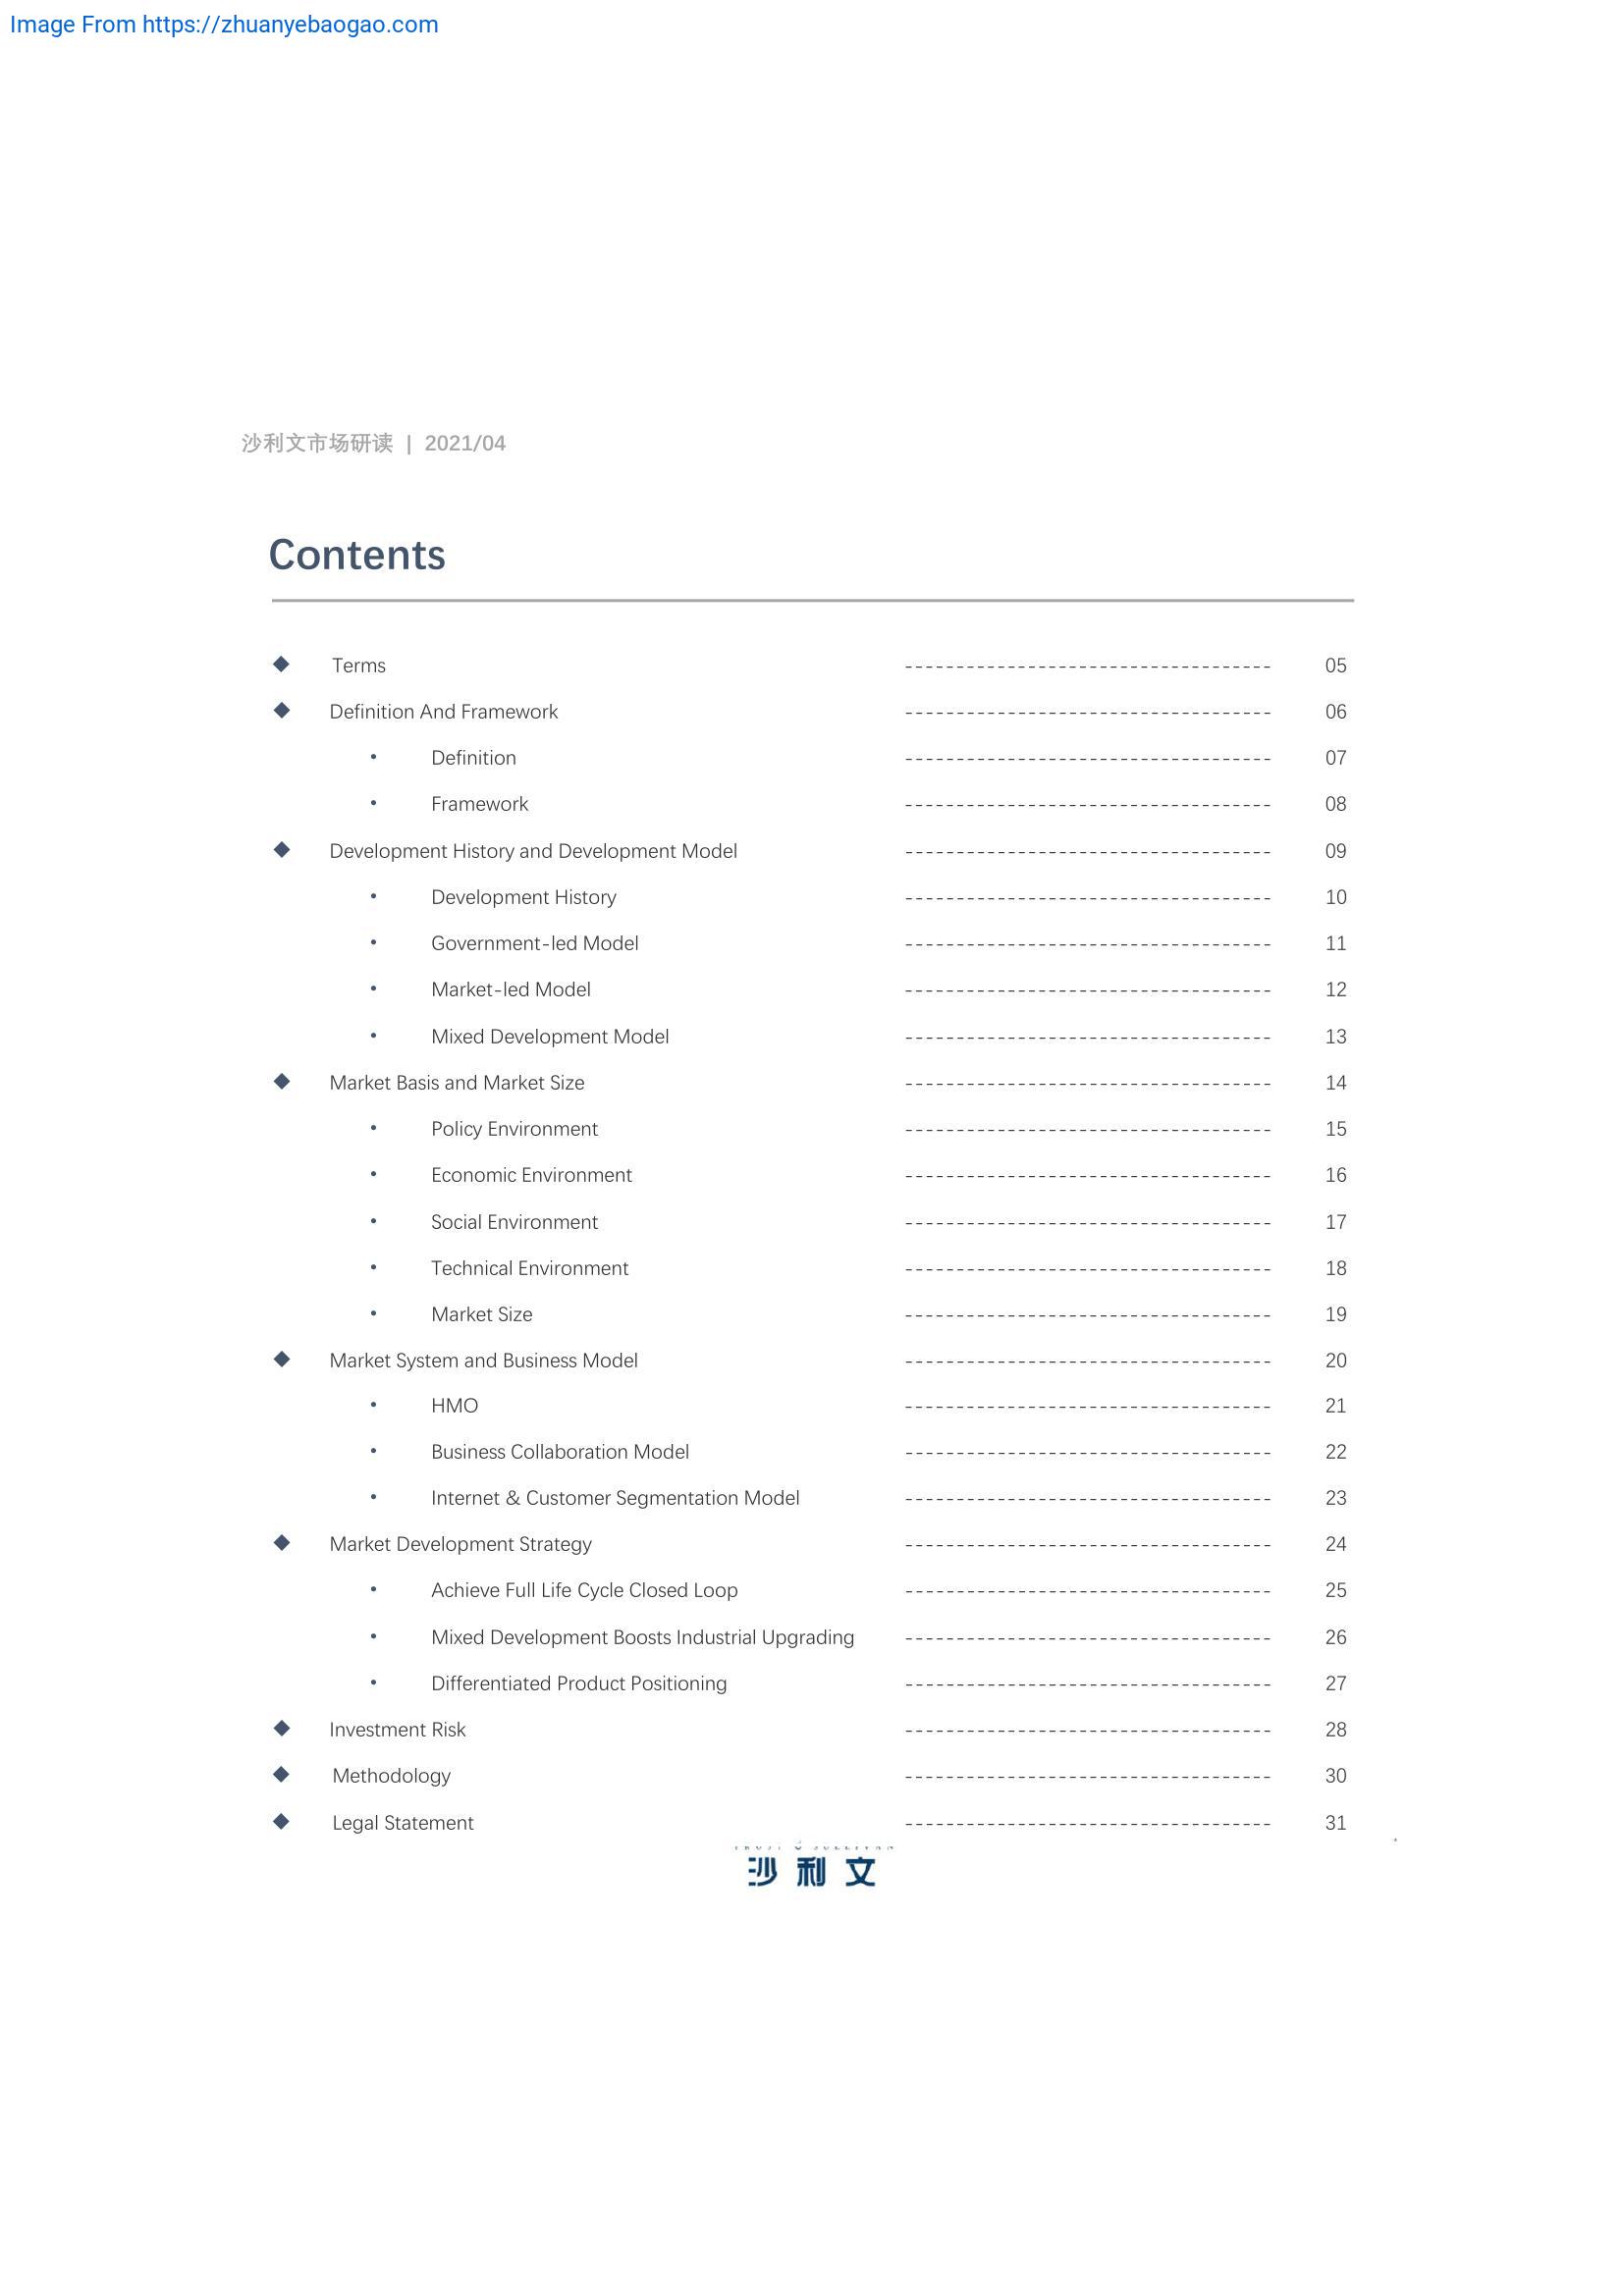 Image From https://zhuanyebaogao.com
沙利文市场研读 | 2021/04
Contents
◆ Terms --------------------------------- 05
◆ Definition And Framework --------------------------------- 06
• Definition --------------------------------- 07
• Framework --------------------------------- 08
◆ Development History and Development Model --------------------------------- 09
• Development History --------------------------------- 10
• Government-led Model --------------------------------- 11
• Market-led Model --------------------------------- 12
• Mixed Development Model --------------------------------- 13
◆ Market Basis and Market Size --------------------------------- 14
• Policy Environment --------------------------------- 15
• Economic Environment --------------------------------- 16
• Social Environment --------------------------------- 17
• Technical Environment --------------------------------- 18
• Market Size --------------------------------- 19
◆ Market System and Business Model --------------------------------- 20
• HMO --------------------------------- 21
• Business Collaboration Model --------------------------------- 22
• Internet & Customer Segmentation Model --------------------------------- 23
◆ Market Development Strategy --------------------------------- 24
• Achieve Full Life Cycle Closed Loop --------------------------------- 25
• Mixed Development Boosts Industrial Upgrading --------------------------------- 26
• Differentiated Product Positioning --------------------------------- 27
◆ Investment Risk --------------------------------- 28
◆ Methodology --------------------------------- 30
◆ Legal Statement --------------------------------- 31
沙利文